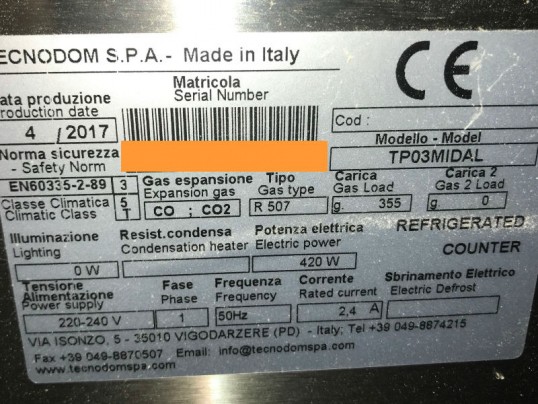 ECNODOM S.P.A.- Made in Italy
CE
Matricola
Serial Number
ata produzione
roduction date
4 / 2017
Cod :
Modello - Model
TP03MIDAL
Norma sicurezza
- Safety Norm
EN60335-2-89
Classe Climatica
Climatic Class
3
5
T
Gas espansione
Expansion gas
CO ; CO2
Tipo
Gas type
R 507
Carica
Gas Load
g. 355
Carica 2
Gas 2 Load
g. 0
REFRIGERATED
COUNTER
Illuminazione
Lighting
0 W
Resist.condensa
Condensation heater
Potenza elettrica
Electric power
420 W
Tensione
Alimentazione
Power supply
220-240 V
Fase
Phase
1
Frequenza
Frequency
50Hz
Corrente
Rated current
2,4 A
Sbrinamento Elettrico
Electric Defrost
VIA ISONZO, 5 - 35010 VIGODARZERE (PD) - Italy; Tel +39 049-8874215
Fax +39 049-8870507 Email: info@tecnodomspa.com
www.tecnodomspa.com